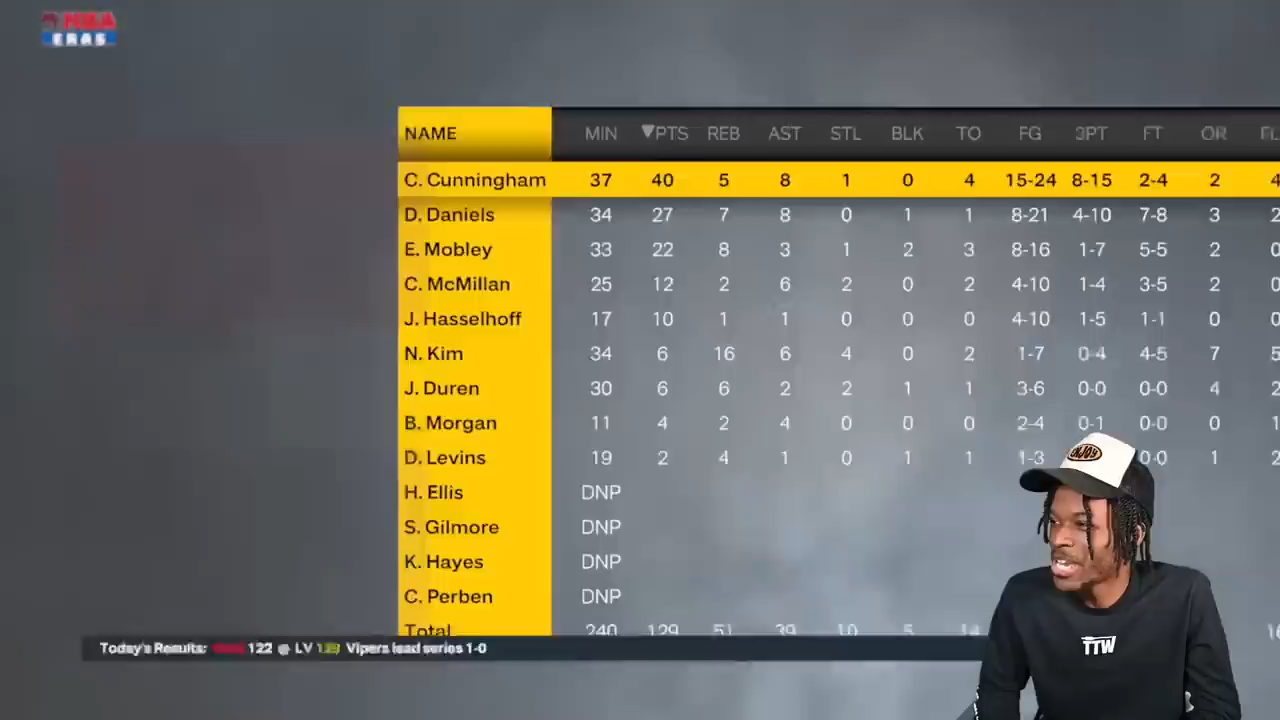 NBA
ERAS
NAME MIN ▼PTS REB AST STL BLK TO FG 3PT FT OR
C. Cunningham 37 40 5 8 1 0 4 15-24 8-15 2-4 2 4
D. Daniels 34 27 7 8 0 1 1 8-21 4-10 7-8 3 2
E. Mobley 33 22 8 3 1 2 3 8-16 1-7 5-5 2 0
C. McMillan 25 12 2 6 2 0 2 4-10 1-4 3-5 2 0
J. Hasselhoff 17 10 1 1 0 0 0 4-10 1-5 1-1 0 0
N. Kim 34 6 16 6 4 0 2 1-7 0-4 4-5 7 5
J. Duren 30 6 6 2 2 1 1 3-6 0-0 0-0 4 2
B. Morgan 11 4 2 4 0 0 0 2-4 0-1 0-0 0 1
D. Levins 19 2 4 1 0 1 1 1-3 0-0 1 2
H. Ellis DNP
S. Gilmore DNP
K. Hayes DNP
C. Perben DNP
Total 240 129 51 39 10 5 14
Today's Results: 122 @ LV 129 Vipers lead series 1-0
ENJOY
TTW